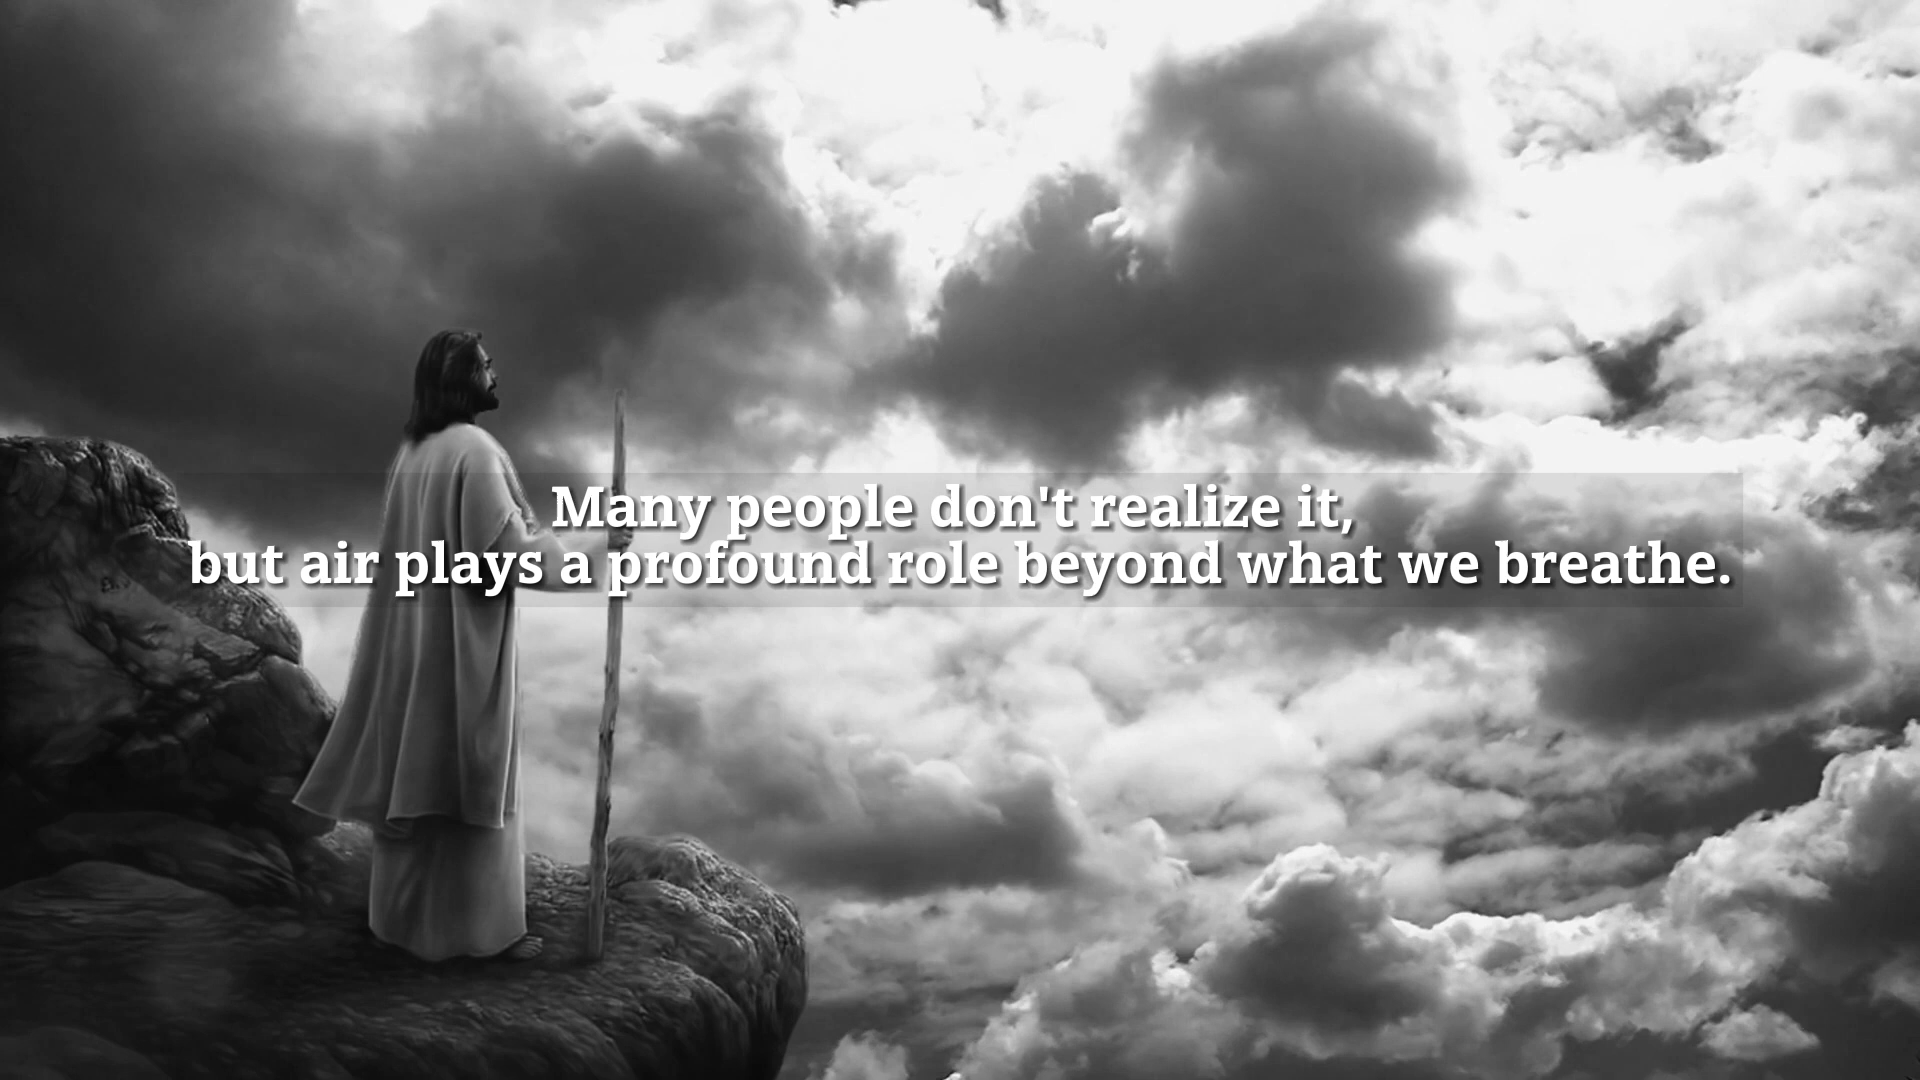 Many people don't realize it,
but air plays a profound role beyond what we breathe.